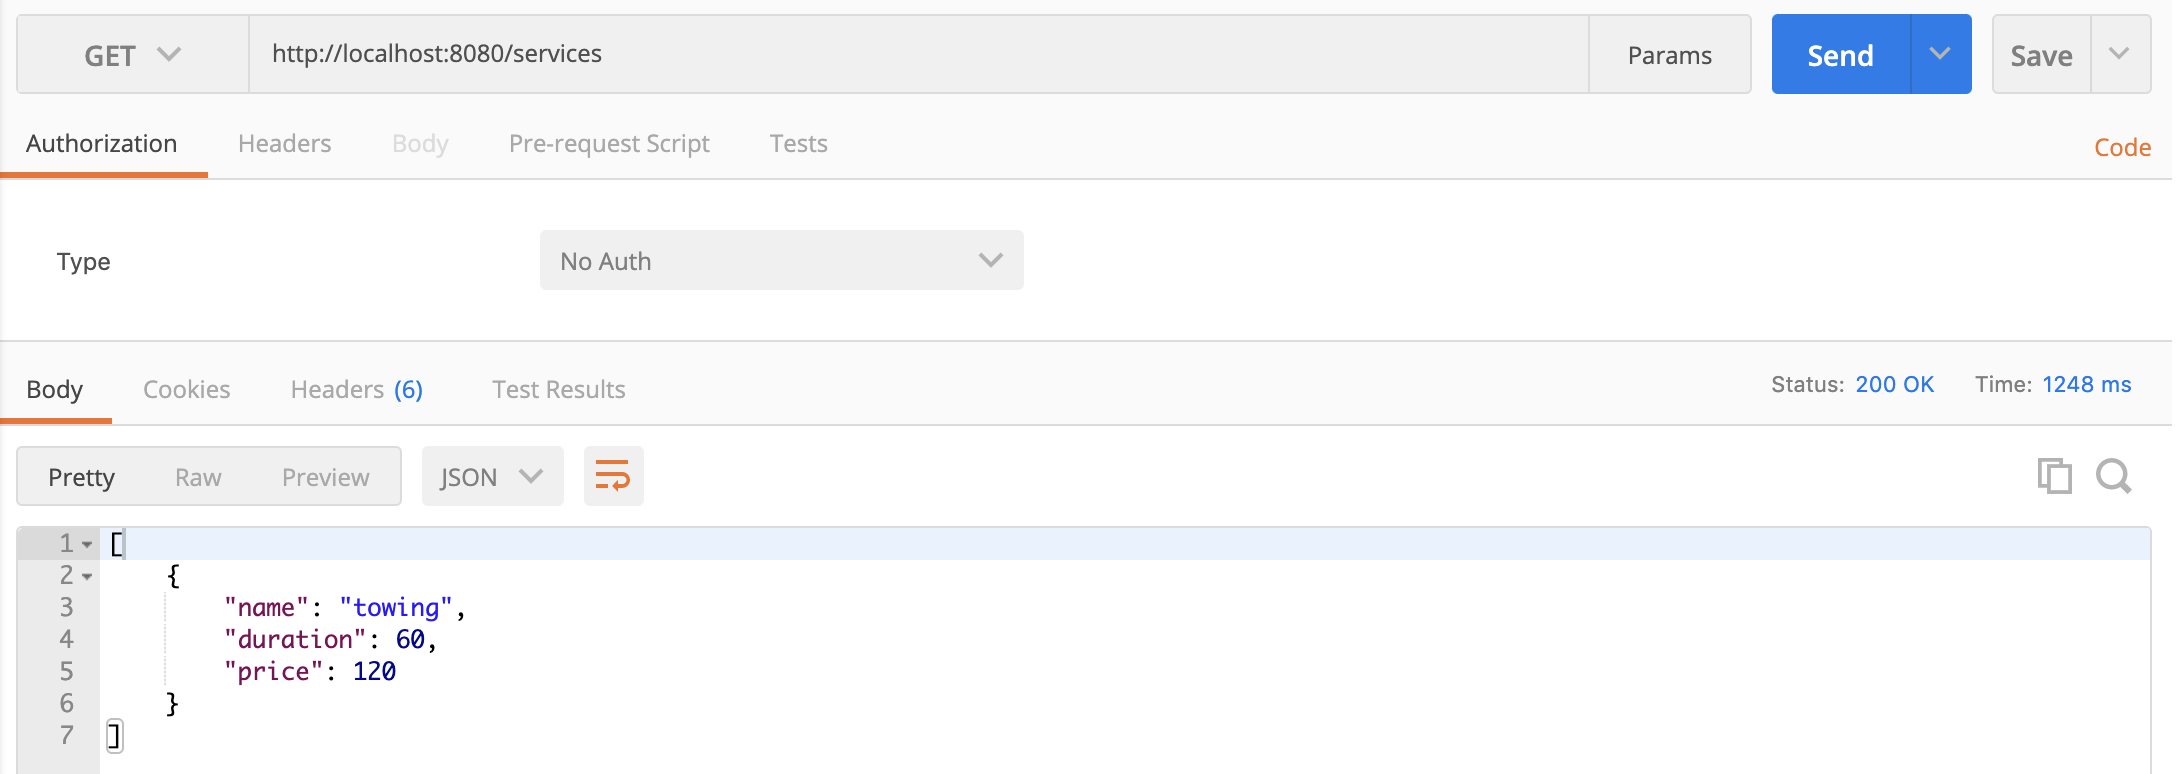 GET http://localhost:8080/services Params Send Save
Authorization Headers Body Pre-request Script Tests Code
Type No Auth
Body Cookies Headers (6) Test Results Status: 200 OK Time: 1248 ms
Pretty Raw Preview JSON
1 [
2 {
3 "name": "towing",
4 "duration": 60,
5 "price": 120
6 }
7 ]